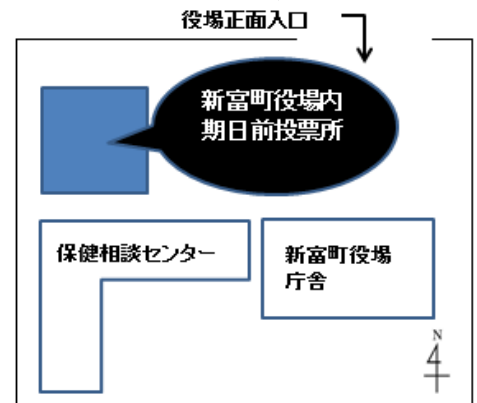 役場正面入口
新富町役場内
期日前投票所
保健相談センター
新富町役場
庁舎
N